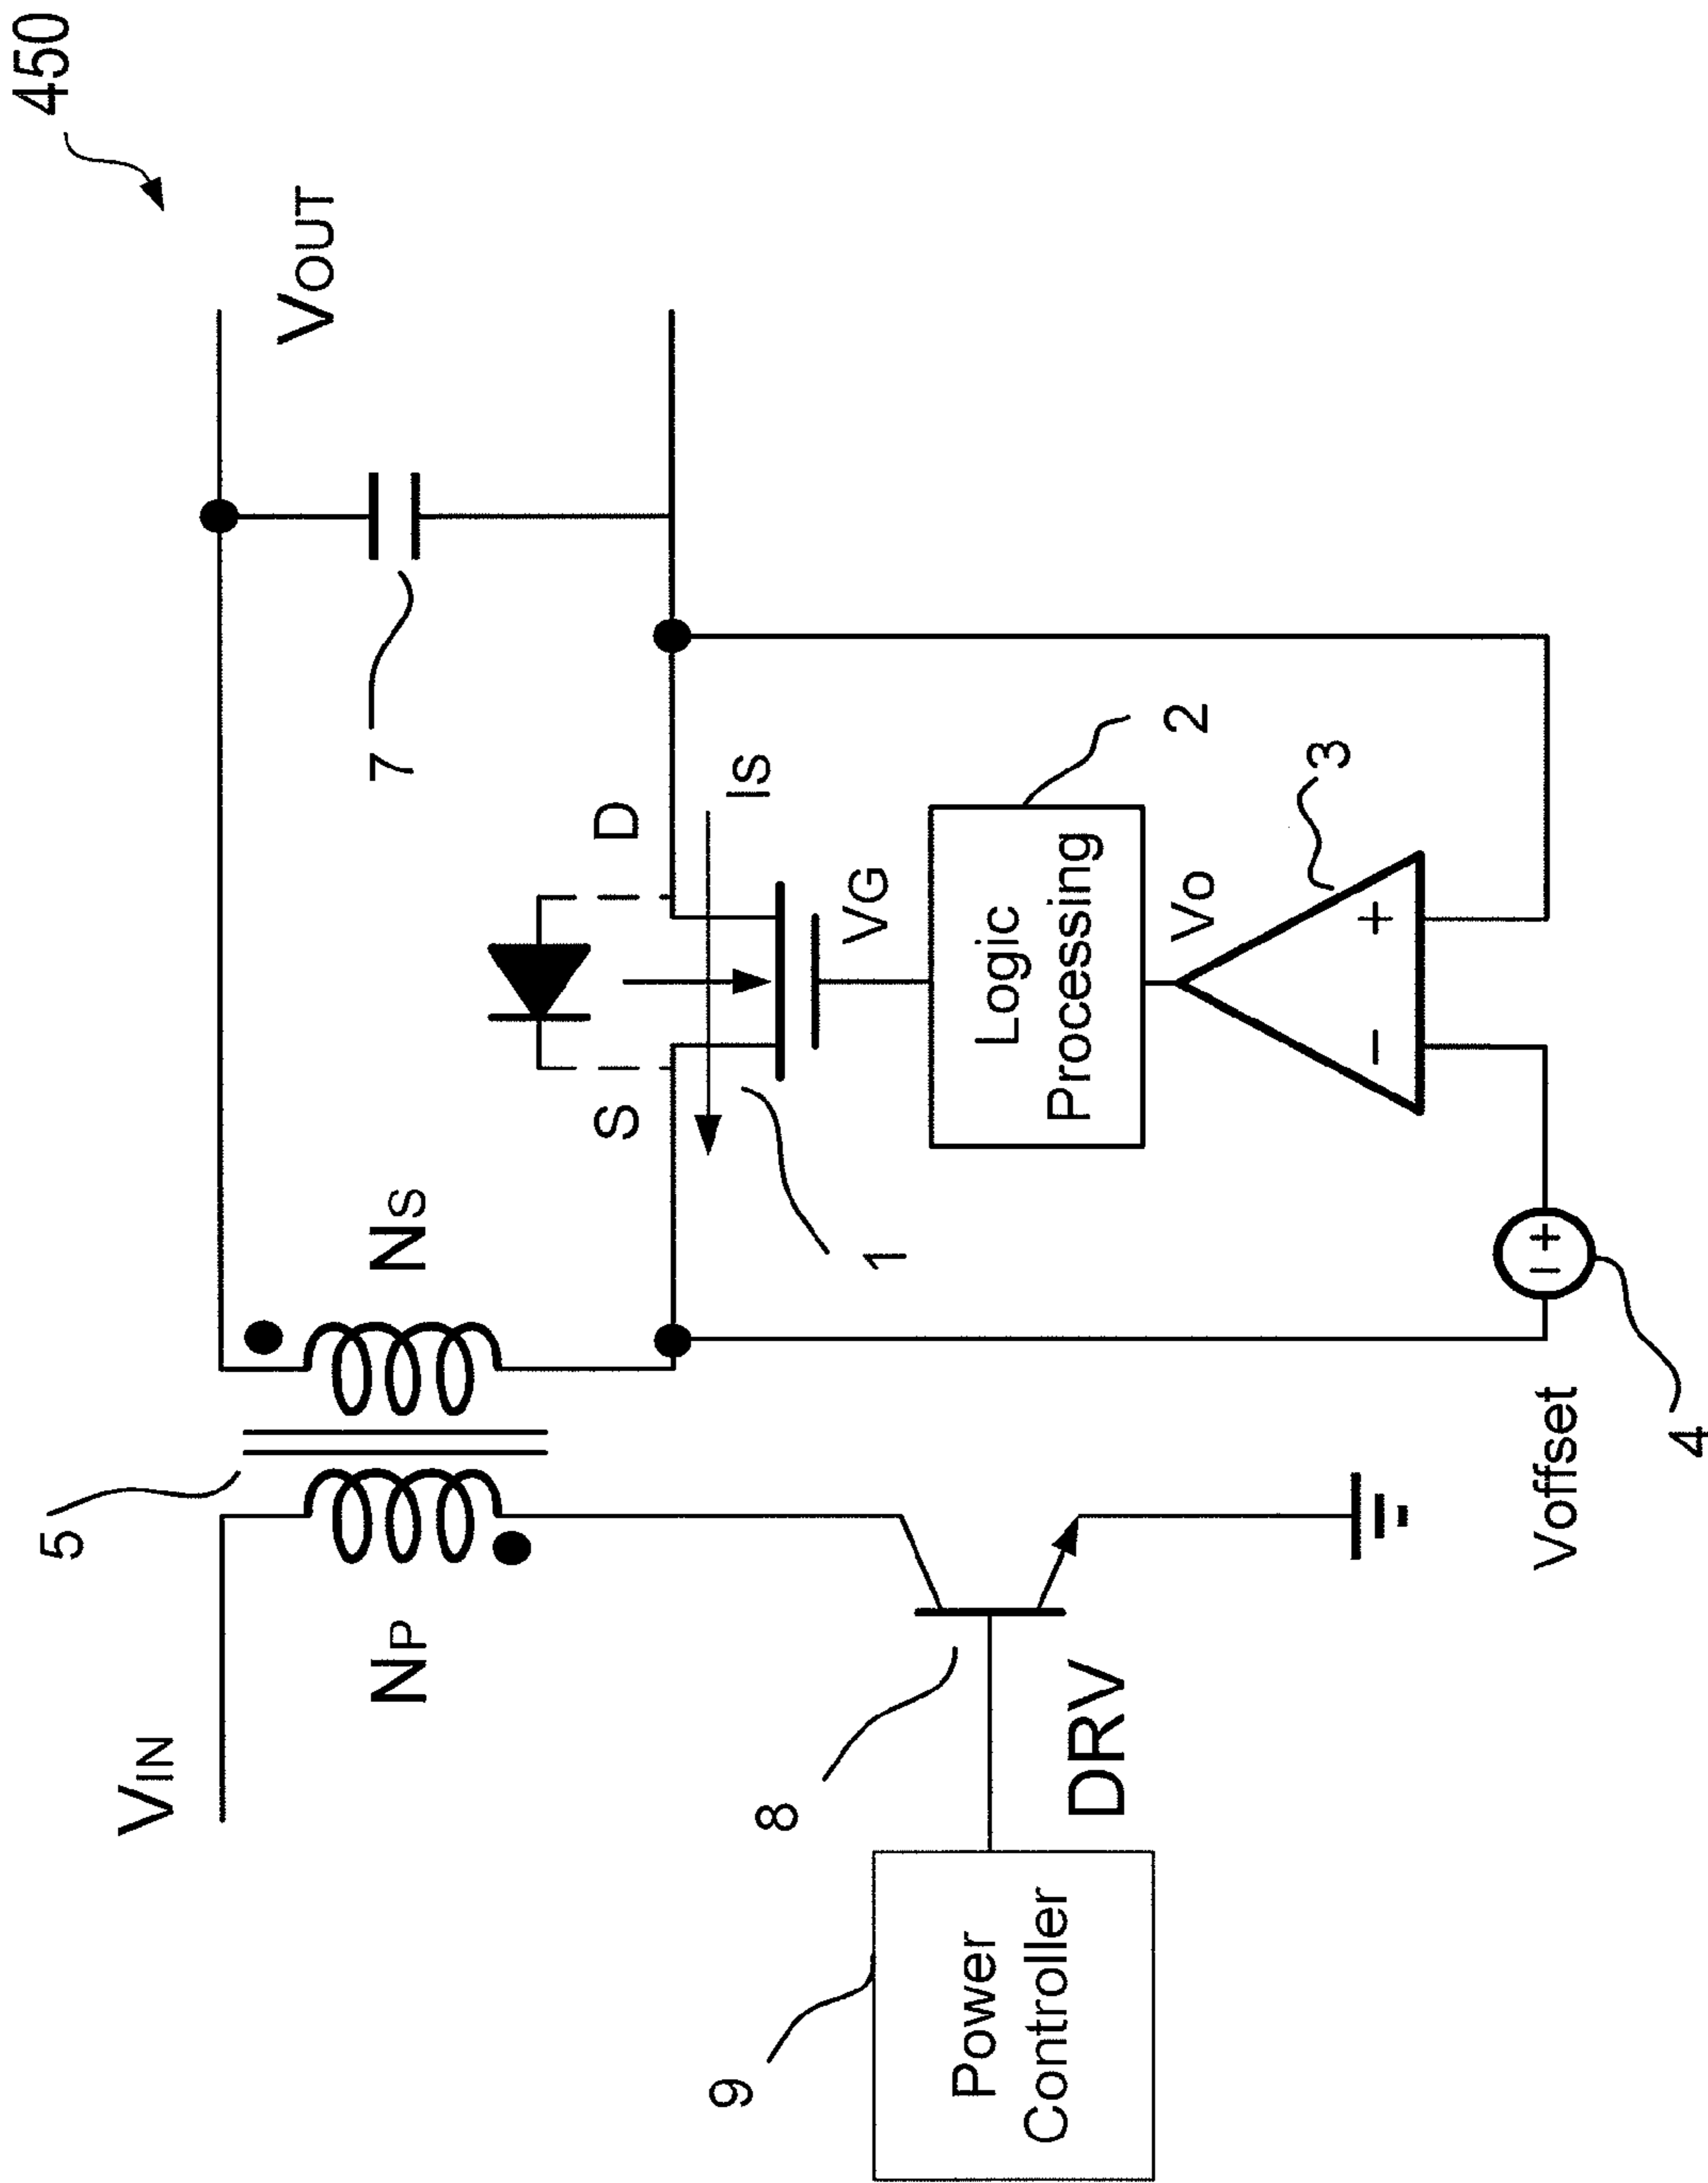 450
VIN
5
NP
NS
VOUT
7
S
D
IS
1
VG
8
9
Power
Controller
DRV
Logic
Processing
2
VO
3
−
+
− +
Voffset
4